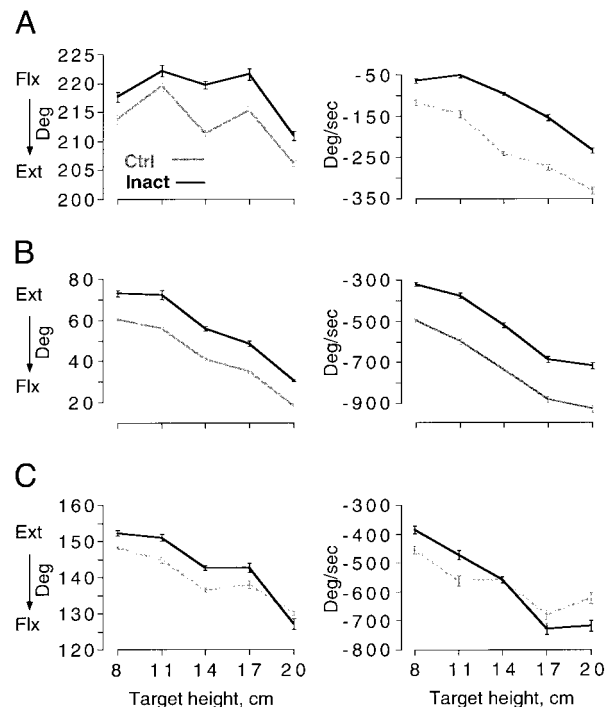 A
Flx
Deg
Ext
225
220
215
210
205
200
Ctrl
Inact
Deg/sec
-50
-150
-250
-350
B
Ext
Deg
Flx
80
60
40
20
Deg/sec
-300
-500
-700
-900
C
Ext
Deg
Flx
160
150
140
130
120
8 11 14 17 20
Target height, cm
Deg/sec
-300
-400
-500
-600
-700
-800
8 11 14 17 20
Target height, cm